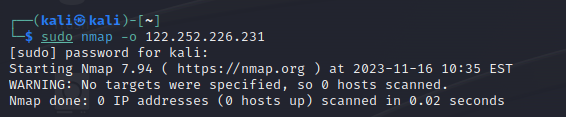 ┌──(kali㉿kali)-[~]
└─$ sudo nmap -o 122.252.226.231
[sudo] password for kali:
Starting Nmap 7.94 ( https://nmap.org ) at 2023-11-16 10:35 EST
WARNING: No targets were specified, so 0 hosts scanned.
Nmap done: 0 IP addresses (0 hosts up) scanned in 0.02 seconds